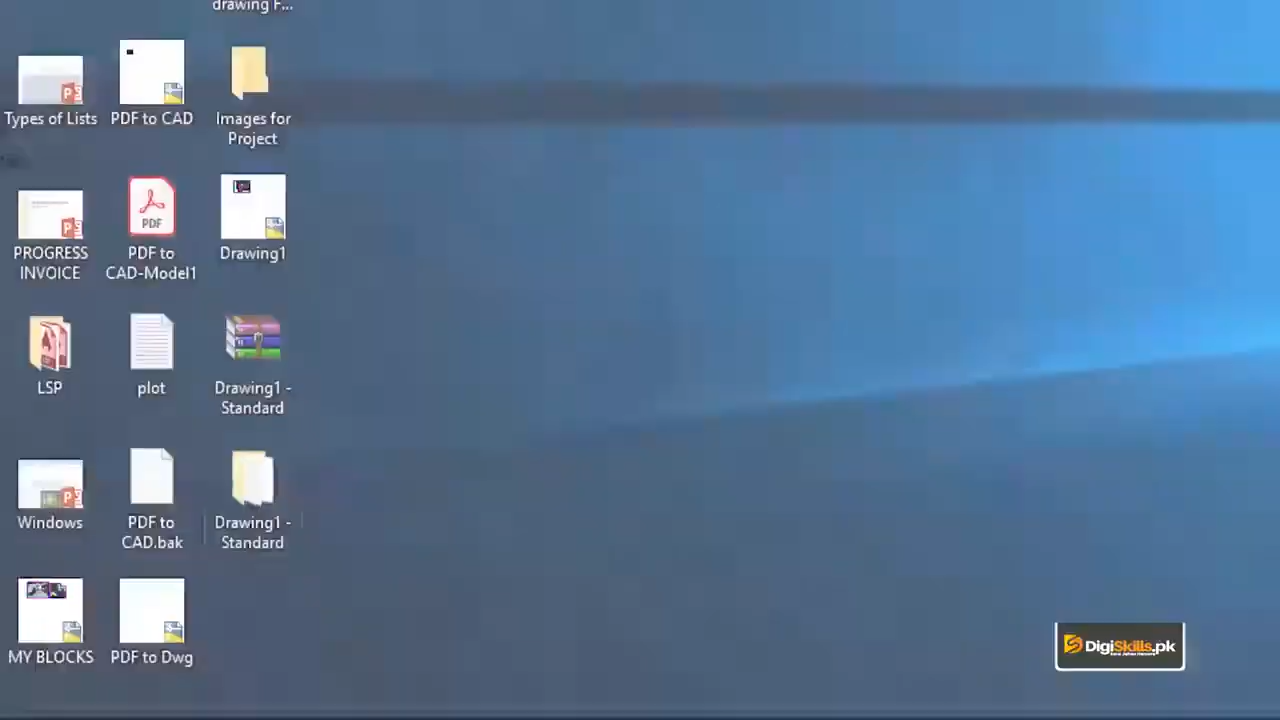 drawing F...
Types of Lists
PDF to CAD
Images for
Project
PROGRESS
INVOICE
PDF
PDF to
CAD-Model1
Drawing1
LSP
plot
Drawing1 -
Standard
Windows
PDF to
CAD.bak
Drawing1 -
Standard
MY BLOCKS
PDF to Dwg
DigiSkills.pk